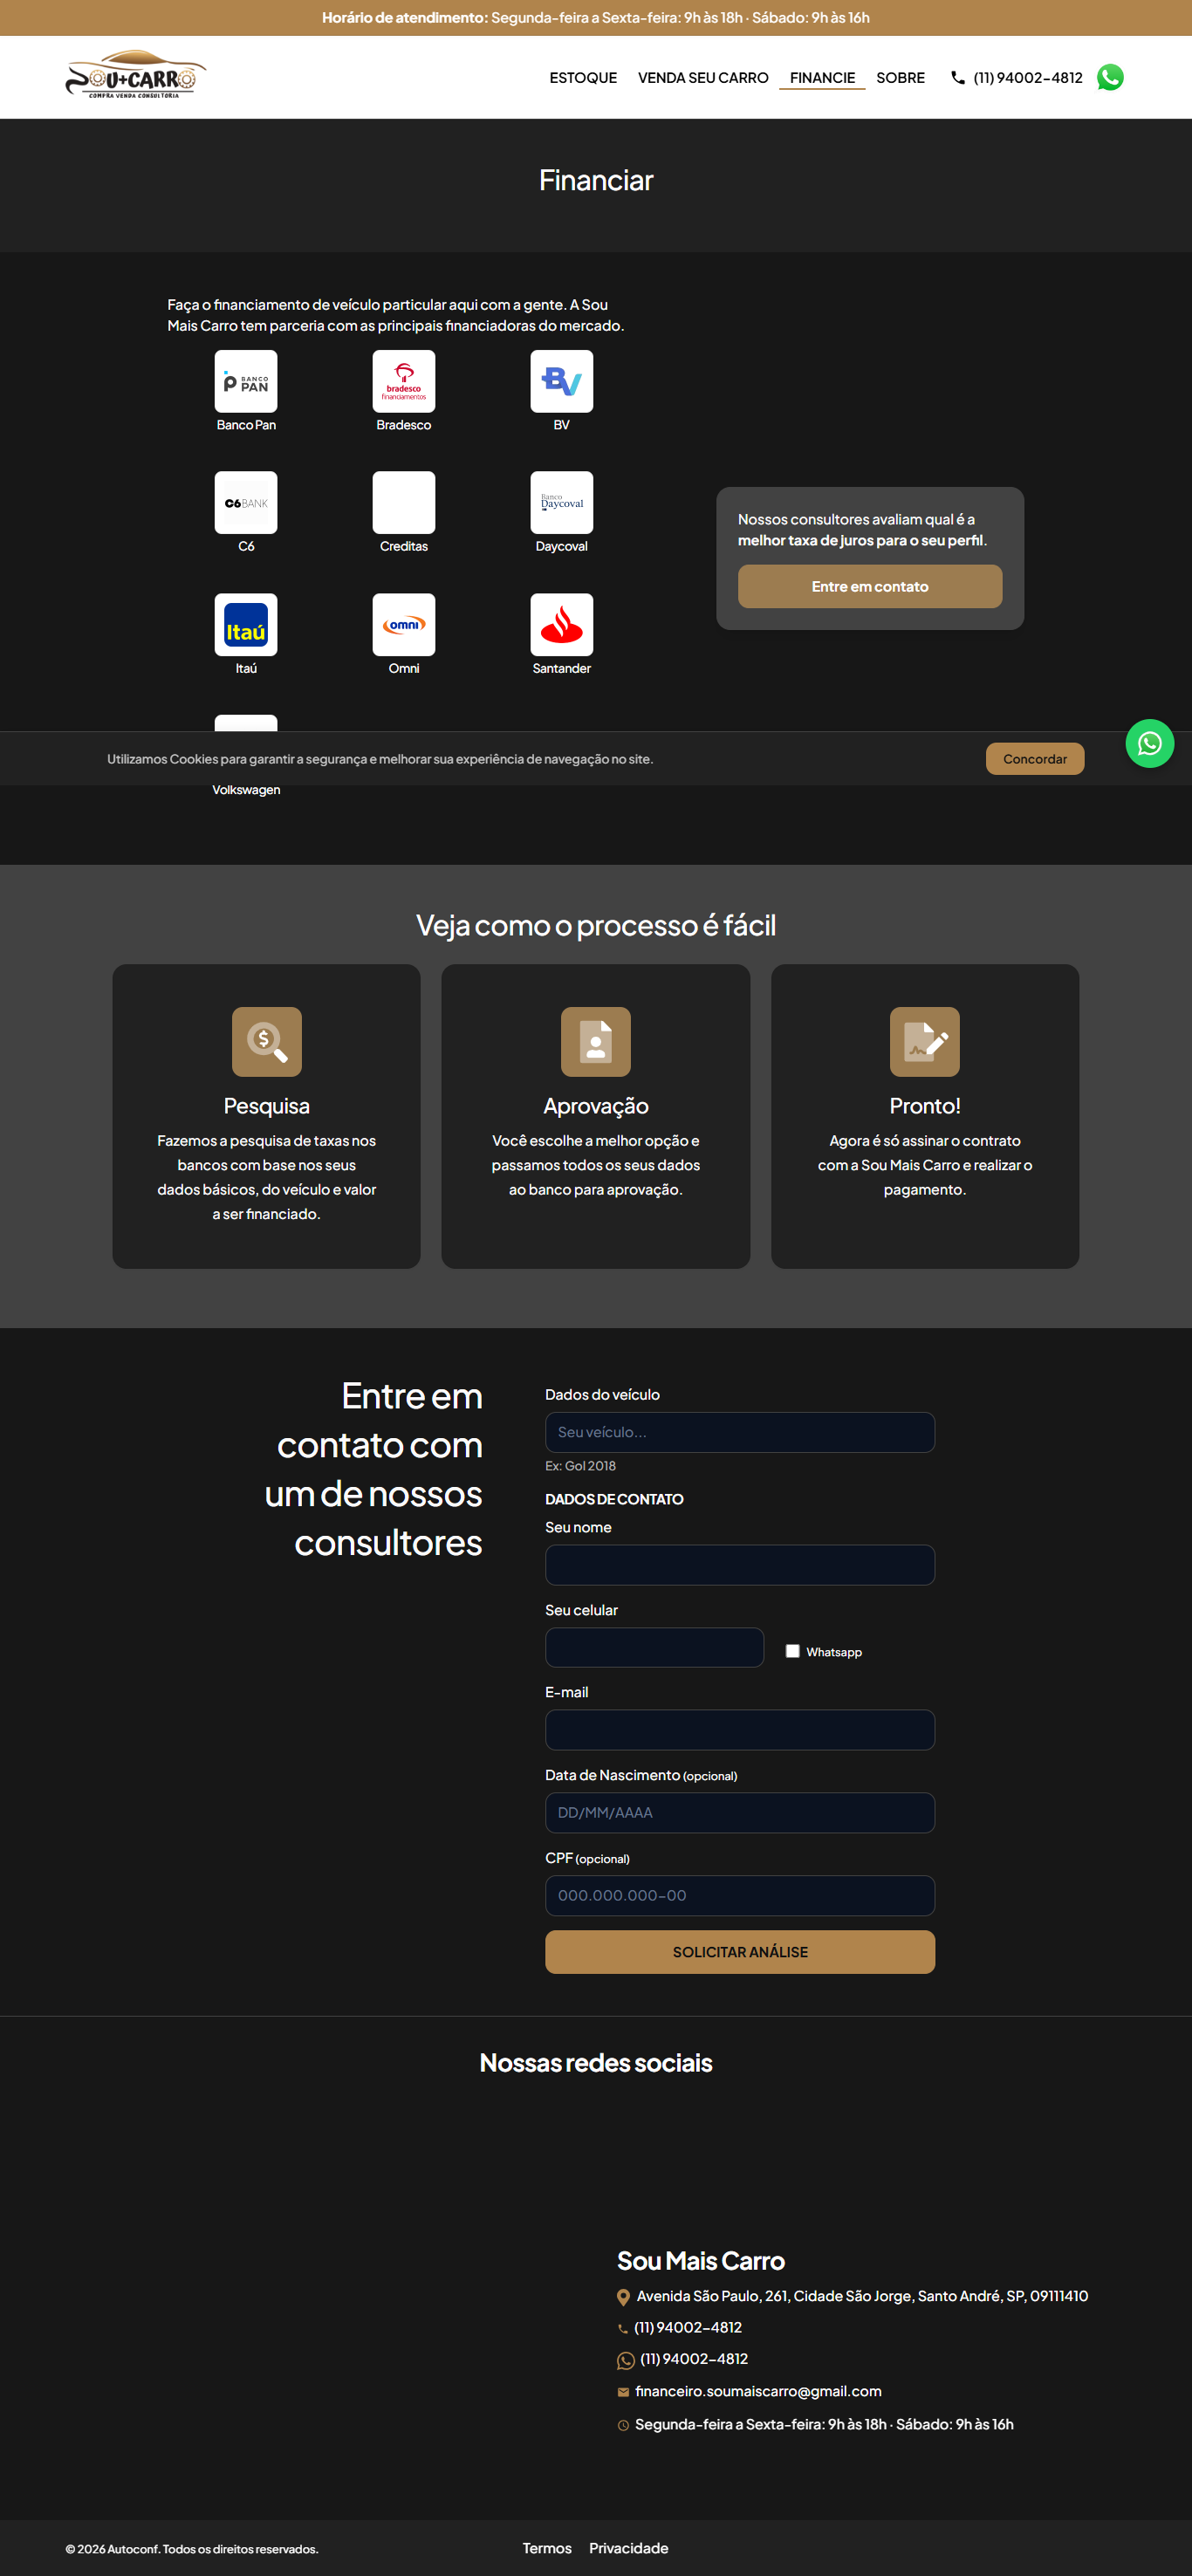 Horário de atendimento: Segunda-feira a Sexta-feira: 9h às 18h · Sábado: 9h às 16h
SOU+CARRO
COMPRA VENDA CONSULTORIA
ESTOQUE
VENDA SEU CARRO
FINANCIE
SOBRE
(11) 94002-4812
Financiar
Faça o financiamento de veículo particular aqui com a gente. A Sou
Mais Carro tem parceria com as principais financiadoras do mercado.
BANCO
PAN
bradesco
financiamentos
BV
Banco Pan
Bradesco
BV
C6BANK
Banco
Daycoval
C6
Creditas
Daycoval
Nossos consultores avaliam qual é a
melhor taxa de juros para o seu perfil.
Entre em contato
Itaú
omni
Itaú
Omni
Santander
Utilizamos Cookies para garantir a segurança e melhorar sua experiência de navegação no site.
Concordar
Volkswagen
Veja como o processo é fácil
Pesquisa
Fazemos a pesquisa de taxas nos
bancos com base nos seus
dados básicos, do veículo e valor
a ser financiado.
Aprovação
Você escolhe a melhor opção e
passamos todos os seus dados
ao banco para aprovação.
Pronto!
Agora é só assinar o contrato
com a Sou Mais Carro e realizar o
pagamento.
Entre em
contato com
um de nossos
consultores
Dados do veículo
Seu veículo...
Ex: Gol 2018
DADOS DE CONTATO
Seu nome
Seu celular
Whatsapp
E-mail
Data de Nascimento (opcional)
DD/MM/AAAA
CPF (opcional)
000.000.000-00
SOLICITAR ANÁLISE
Nossas redes sociais
Sou Mais Carro
Avenida São Paulo, 261, Cidade São Jorge, Santo André, SP, 09111410
(11) 94002-4812
(11) 94002-4812
financeiro.soumaiscarro@gmail.com
Segunda-feira a Sexta-feira: 9h às 18h · Sábado: 9h às 16h
© 2026 Autoconf. Todos os direitos reservados.
Termos
Privacidade